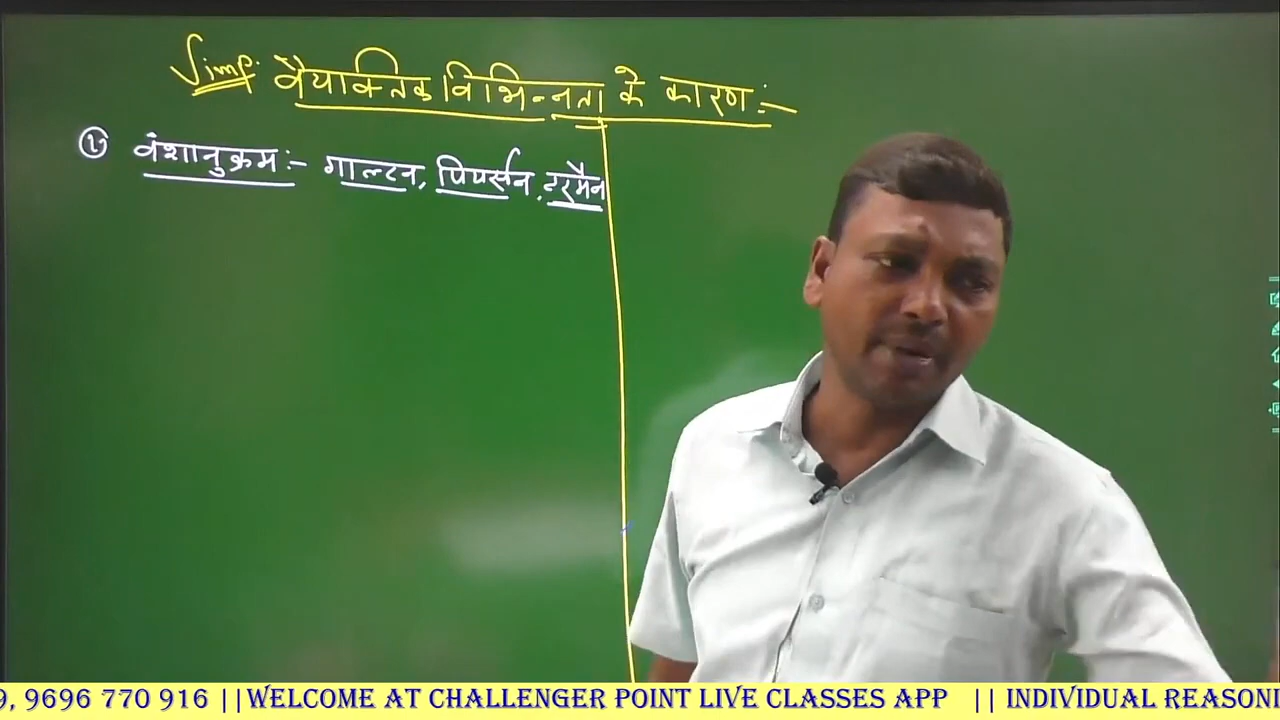 √imp. वैयाक्तिक विभिन्नता के कारण :-
① वंशानुक्रम:- गाल्टन, पियर्सन, टरमैन
9, 9696 770 916 ||WELCOME AT CHALLENGER POINT LIVE CLASSES APP || INDIVIDUAL REASONI